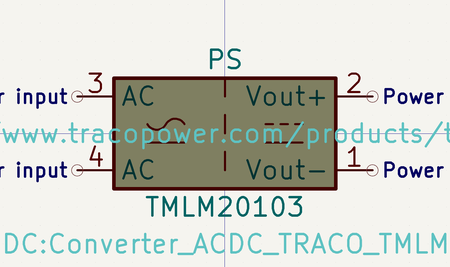 PS
r input 3 AC Vout+ 2 Power
/www.tracopower.com/products/t
r input 4 AC Vout− 1 Power
TMLM20103
DC:Converter_ACDC_TRACO_TMLM